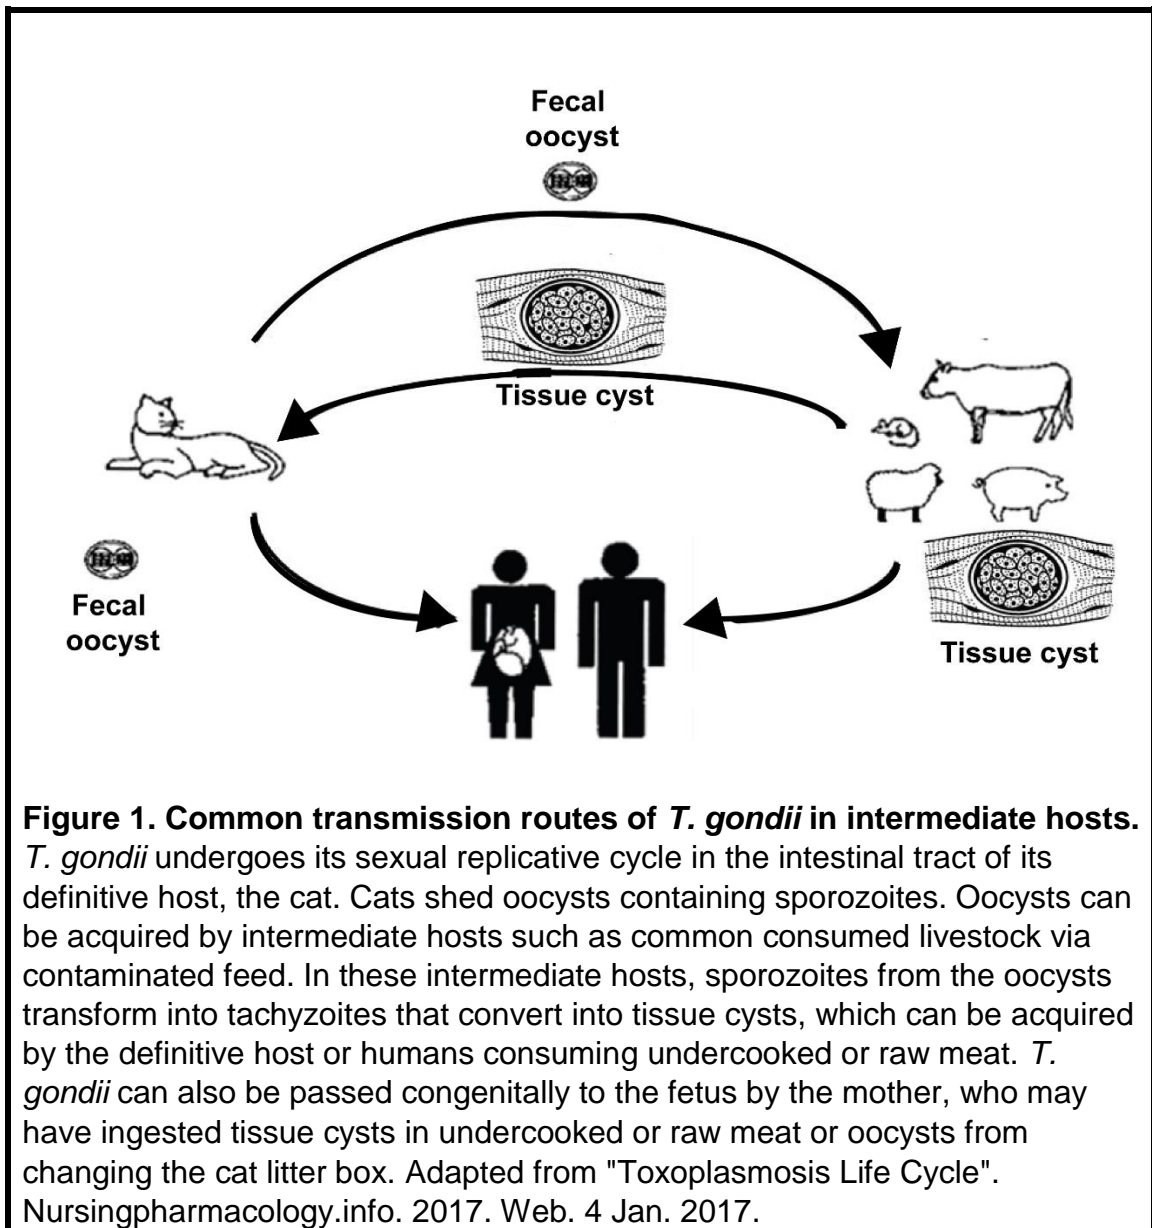 Fecal
oocyst
Tissue cyst
Fecal
oocyst
Tissue cyst
Figure 1. Common transmission routes of T. gondii in intermediate hosts.
T. gondii undergoes its sexual replicative cycle in the intestinal tract of its
definitive host, the cat. Cats shed oocysts containing sporozoites. Oocysts can
be acquired by intermediate hosts such as common consumed livestock via
contaminated feed. In these intermediate hosts, sporozoites from the oocysts
transform into tachyzoites that convert into tissue cysts, which can be acquired
by the definitive host or humans consuming undercooked or raw meat. T.
gondii can also be passed congenitally to the fetus by the mother, who may
have ingested tissue cysts in undercooked or raw meat or oocysts from
changing the cat litter box. Adapted from "Toxoplasmosis Life Cycle".
Nursingpharmacology.info. 2017. Web. 4 Jan. 2017.